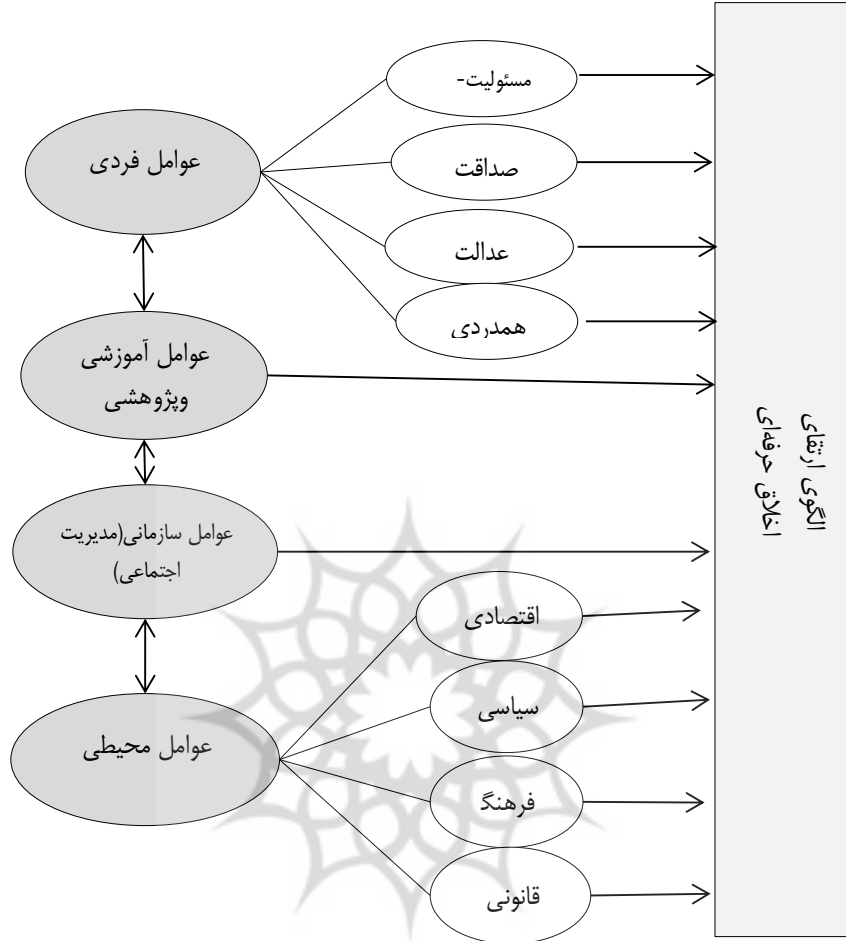 مسئولیت-
عوامل فردی
صداقت
عدالت
همدردی
عوامل آموزشی
وپژوهشی
عوامل سازمانی(مدیریت
اجتماعی)
اقتصادی
سیاسی
عوامل محیطی
فرهنگ
قانونی
الگوی ارتقای
اخلاق حرفه‌ای